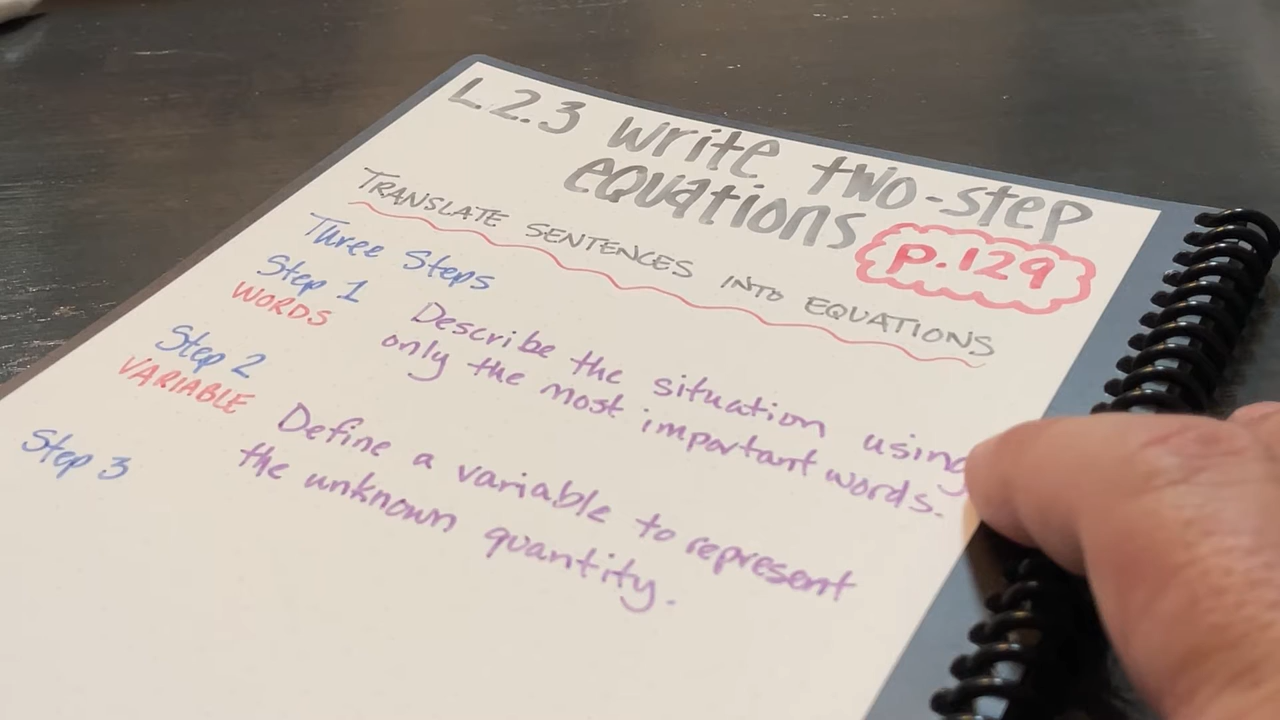 L.2.3 write two-step
equations
p.129
TRANSLATE SENTENCES INTO EQUATIONS
Three Steps
Step 1
WORDS
Describe the situation using
only the most important words.
Step 2
VARIABLE
Define a variable to represent
the unknown quantity.
Step 3